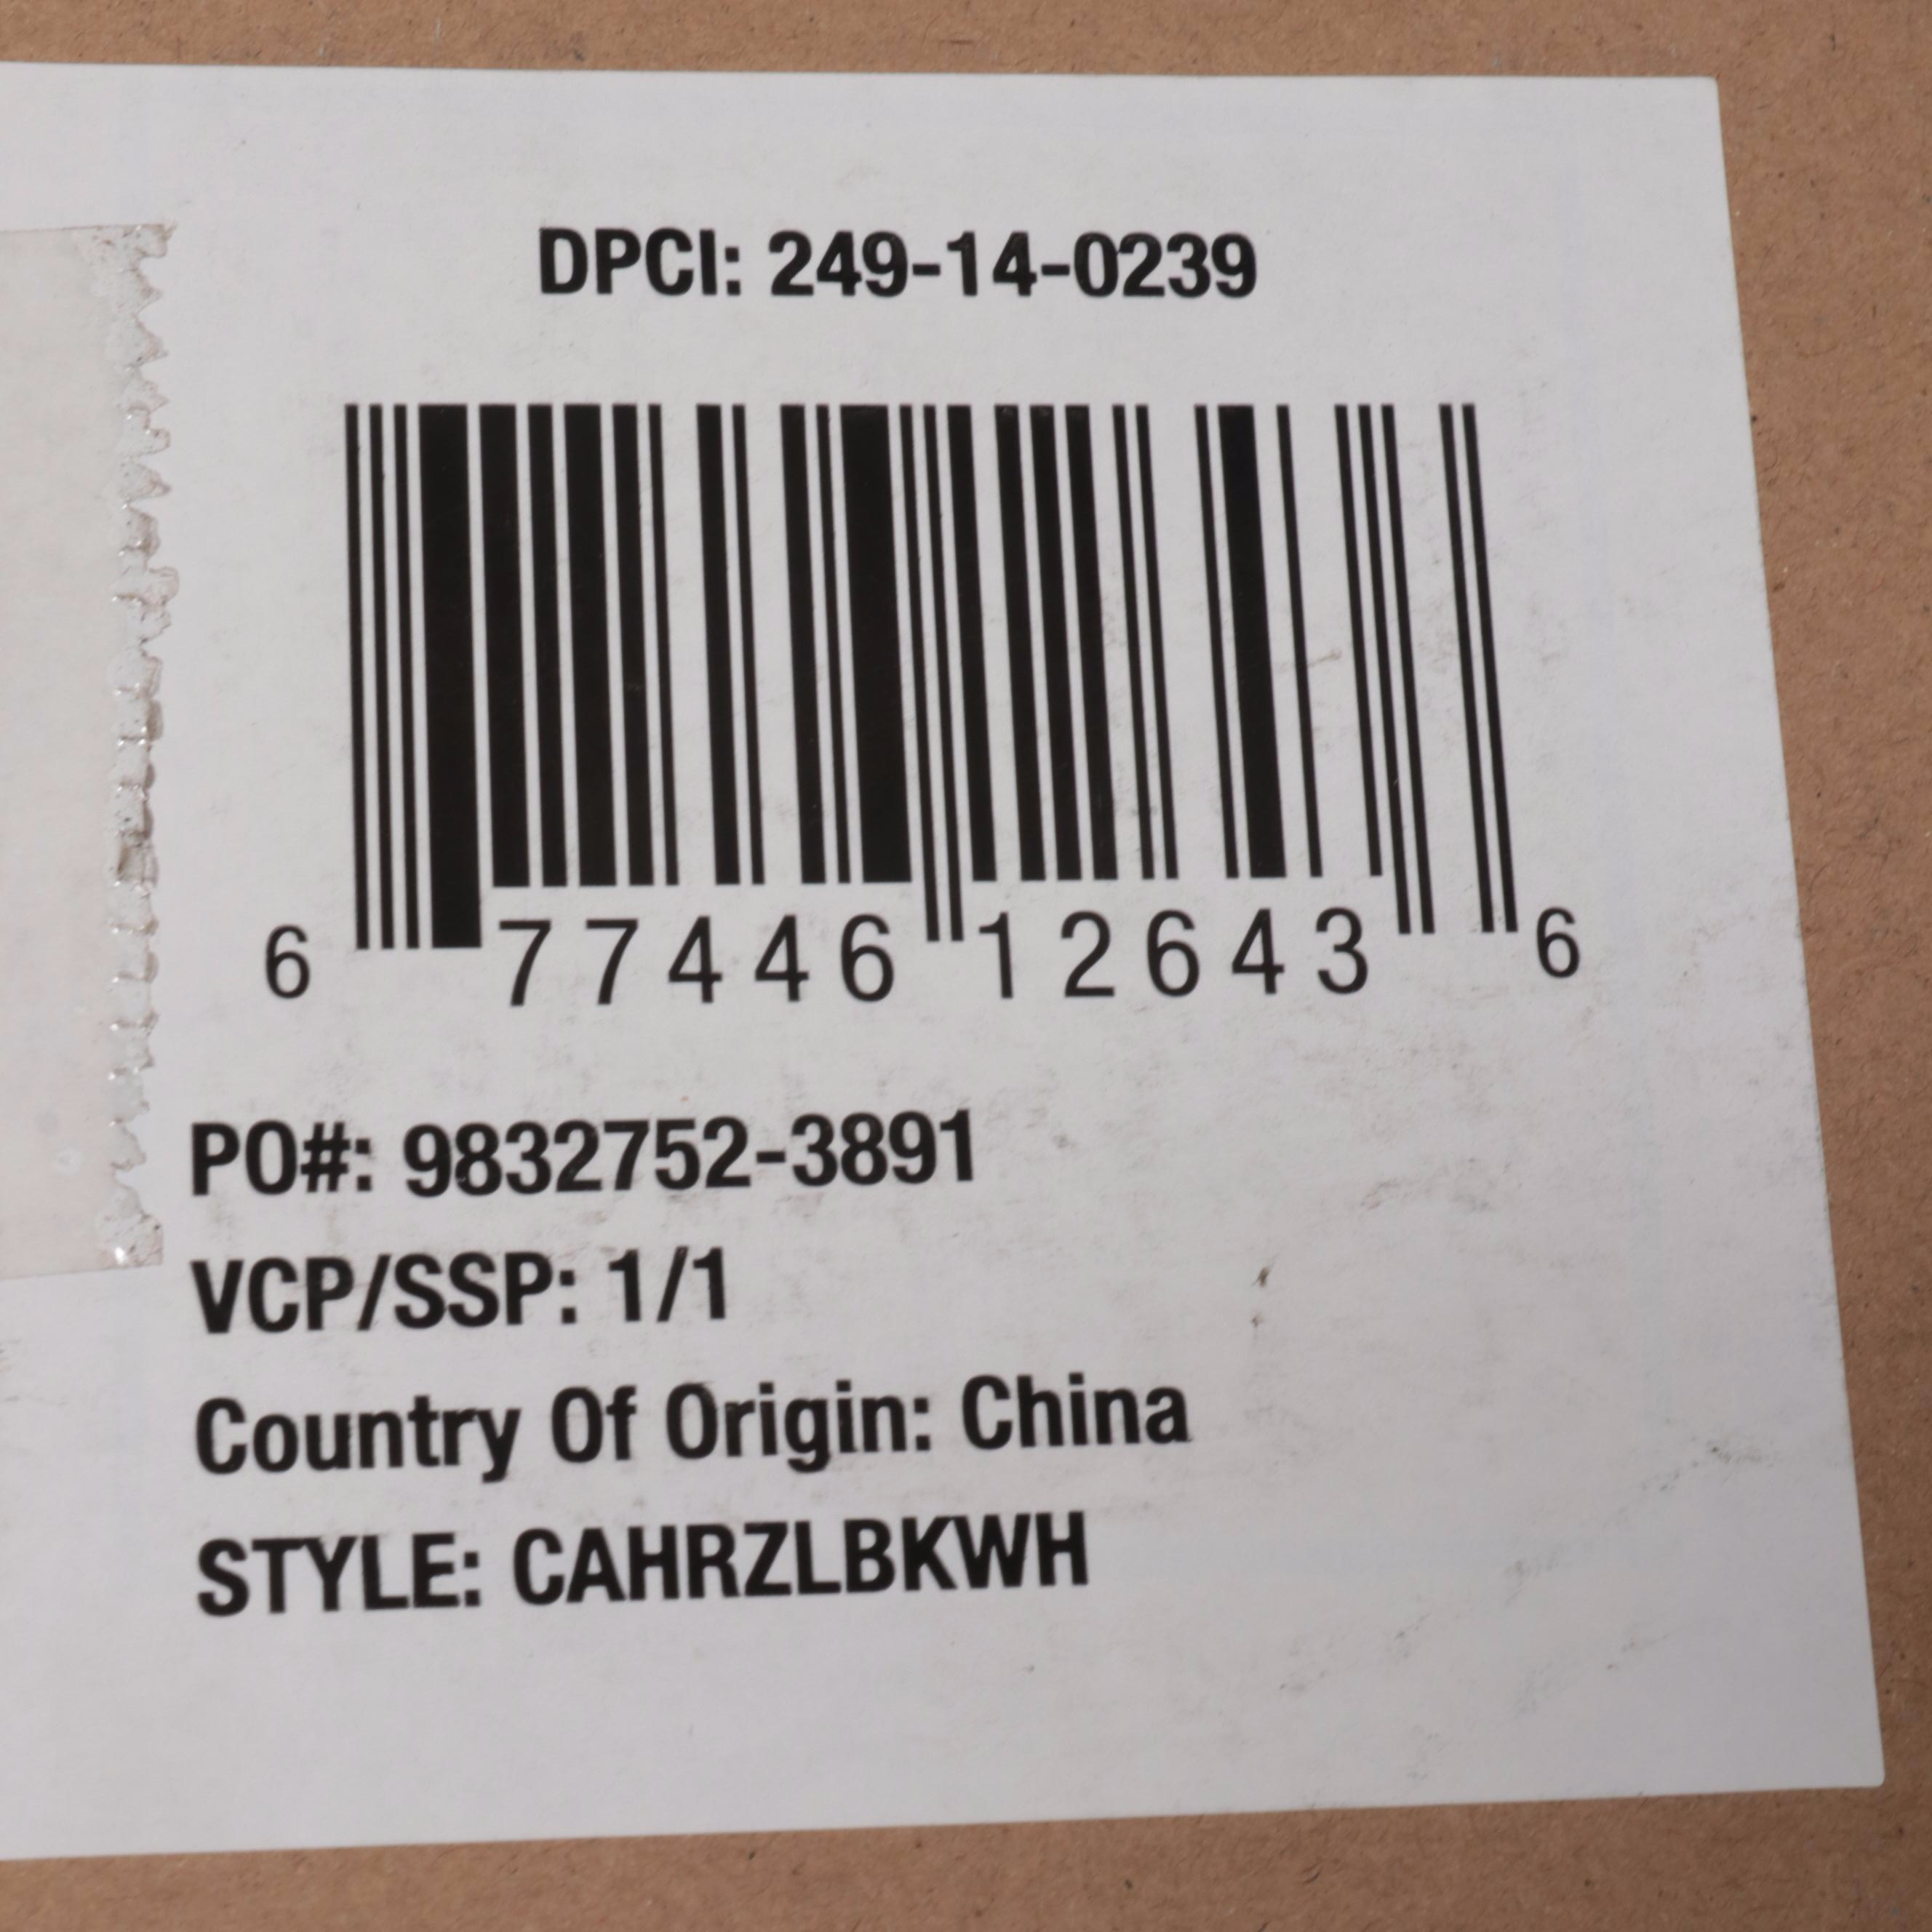 DPCI: 249-14-0239
6 77446 12643 6
PO#: 9832752-3891
VCP/SSP: 1/1
Country Of Origin: China
STYLE: CAHRZLBKWH